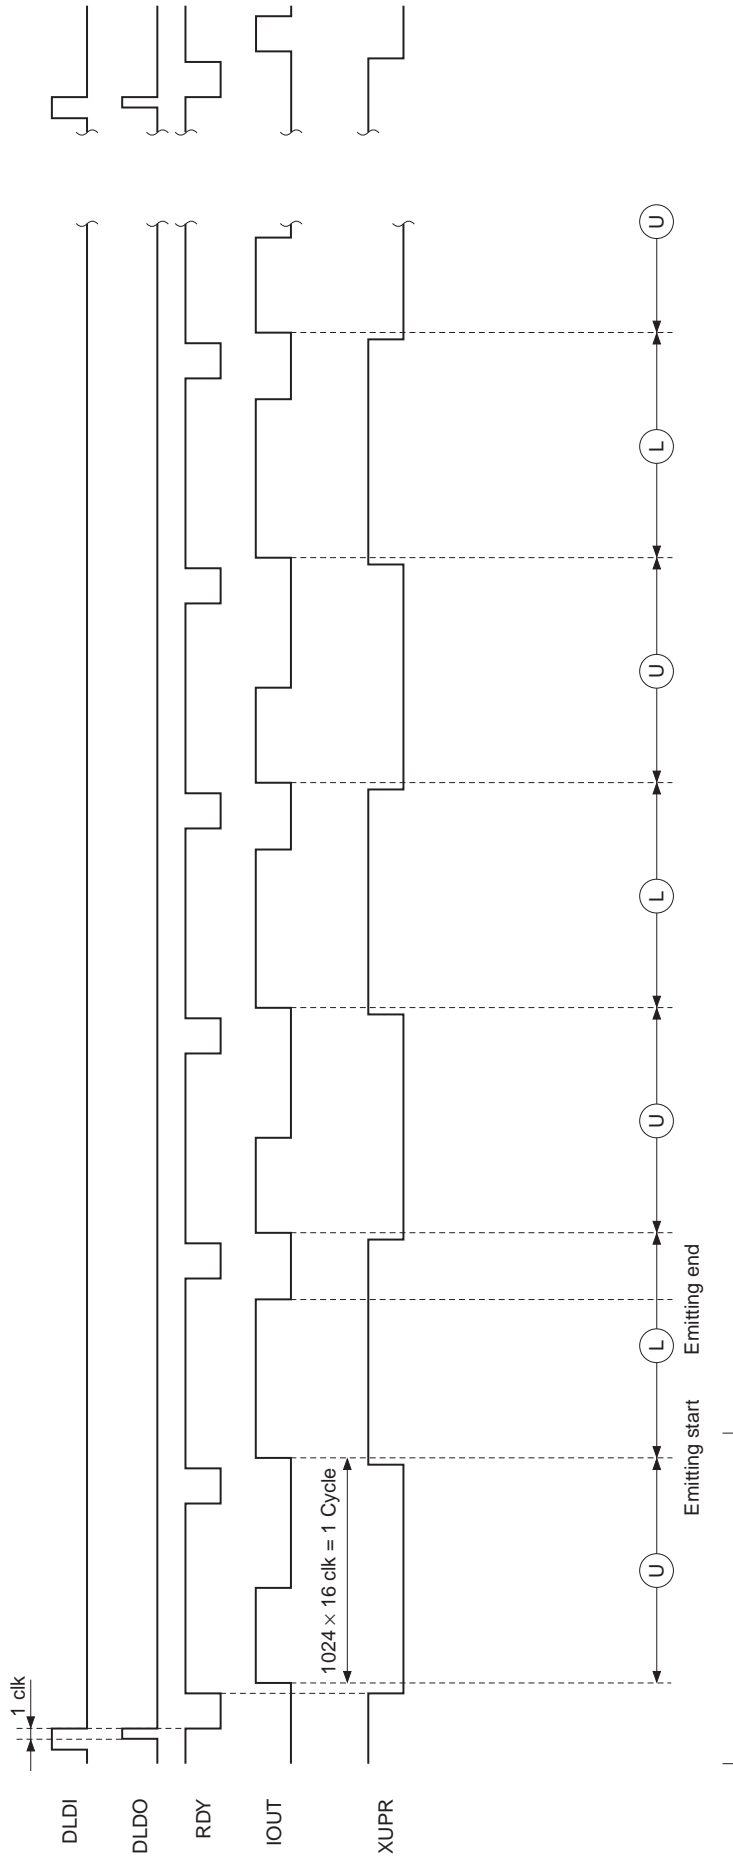 DLDI
DLDO
RDY
IOUT
XUPR
1 clk
1024 × 16 clk = 1 Cycle
U
L
U
L
U
L
U
Emitting start
Emitting end